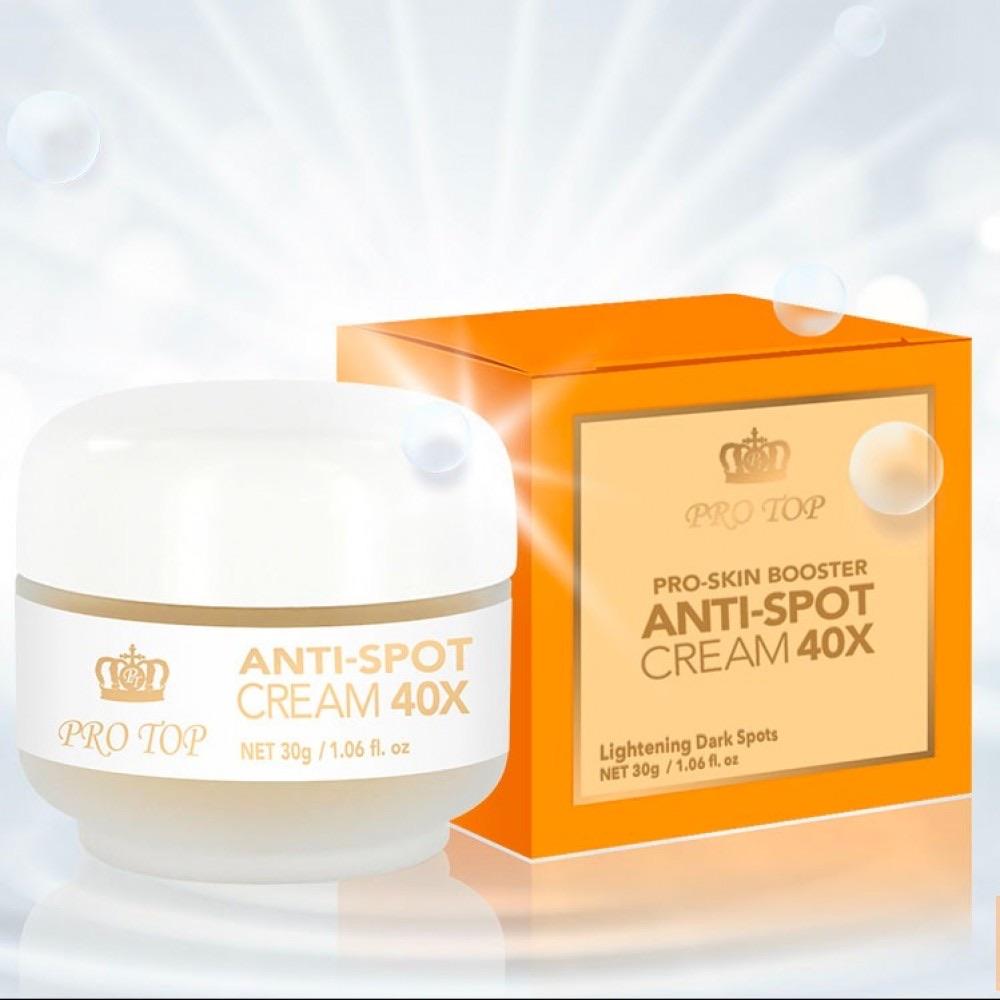 PRO TOP
ANTI-SPOT
CREAM 40X
NET 30g / 1.06 fl. oz
PRO TOP
PRO-SKIN BOOSTER
ANTI-SPOT
CREAM 40X
Lightening Dark Spots
NET 30g / 1.06 fl. oz